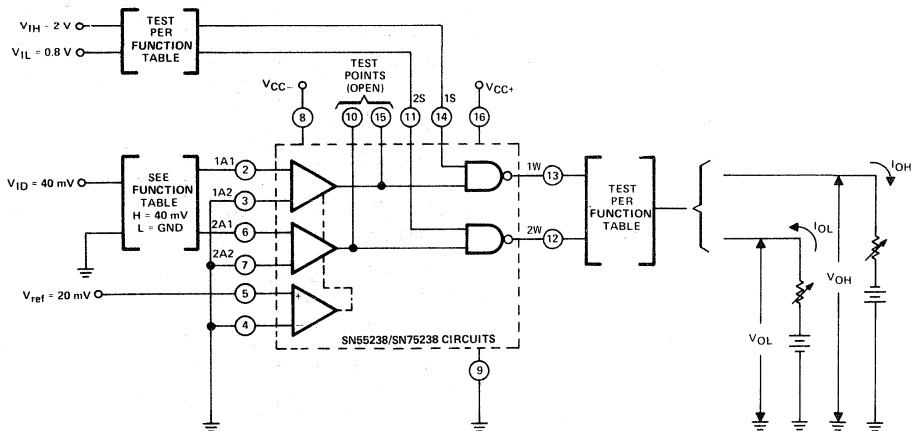 V_IH - 2 V
V_IL = 0.8 V
TEST
PER
FUNCTION
TABLE
V_CC-
TEST
POINTS
(OPEN)
2S
1S
V_CC+
8
10
15
11
14
16
V_ID = 40 mV
SEE
FUNCTION
TABLE
H = 40 mV
L = GND
1A1
2
1A2
3
2A1
6
2A2
7
V_ref = 20 mV
5
+
4
–
1W
13
2W
12
SN55238/SN75238 CIRCUITS
9
TEST
PER
FUNCTION
TABLE
I_OH
I_OL
V_OH
V_OL